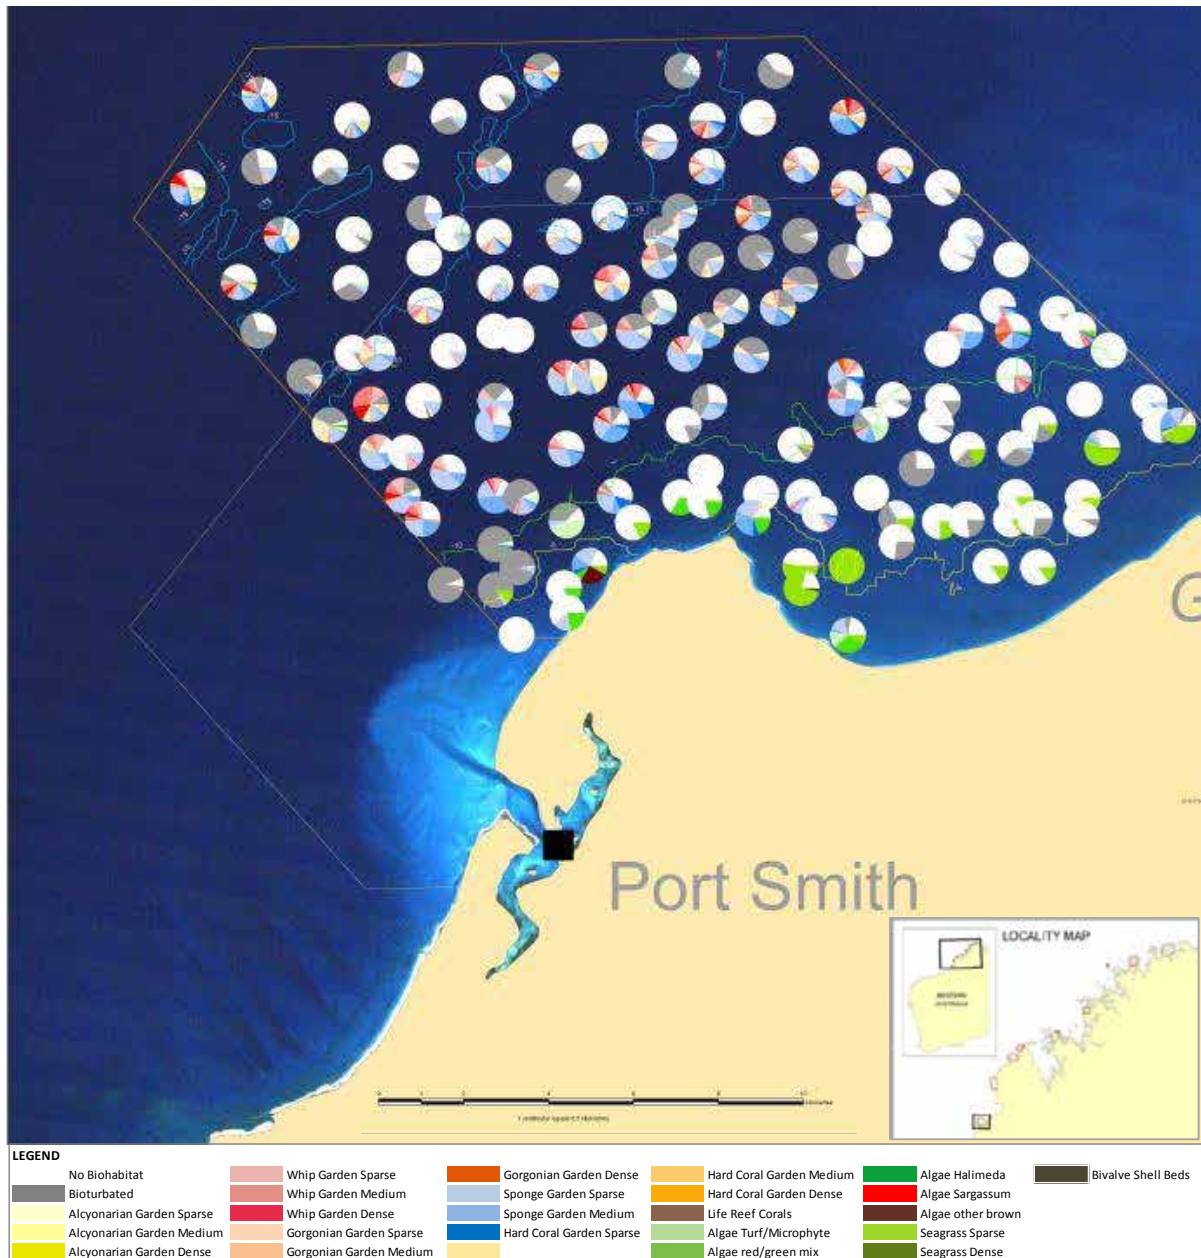 Port Smith
G
LOCALITY MAP
LEGEND
No Biohabitat
Bioturbated
Alcyonarian Garden Sparse
Alcyonarian Garden Medium
Alcyonarian Garden Dense
Whip Garden Sparse
Whip Garden Medium
Whip Garden Dense
Gorgonian Garden Sparse
Gorgonian Garden Medium
Gorgonian Garden Dense
Sponge Garden Sparse
Sponge Garden Medium
Hard Coral Garden Sparse
Hard Coral Garden Medium
Hard Coral Garden Dense
Life Reef Corals
Algae Turf/Microphyte
Algae red/green mix
Algae Halimeda
Algae Sargassum
Algae other brown
Seagrass Sparse
Seagrass Dense
Bivalve Shell Beds